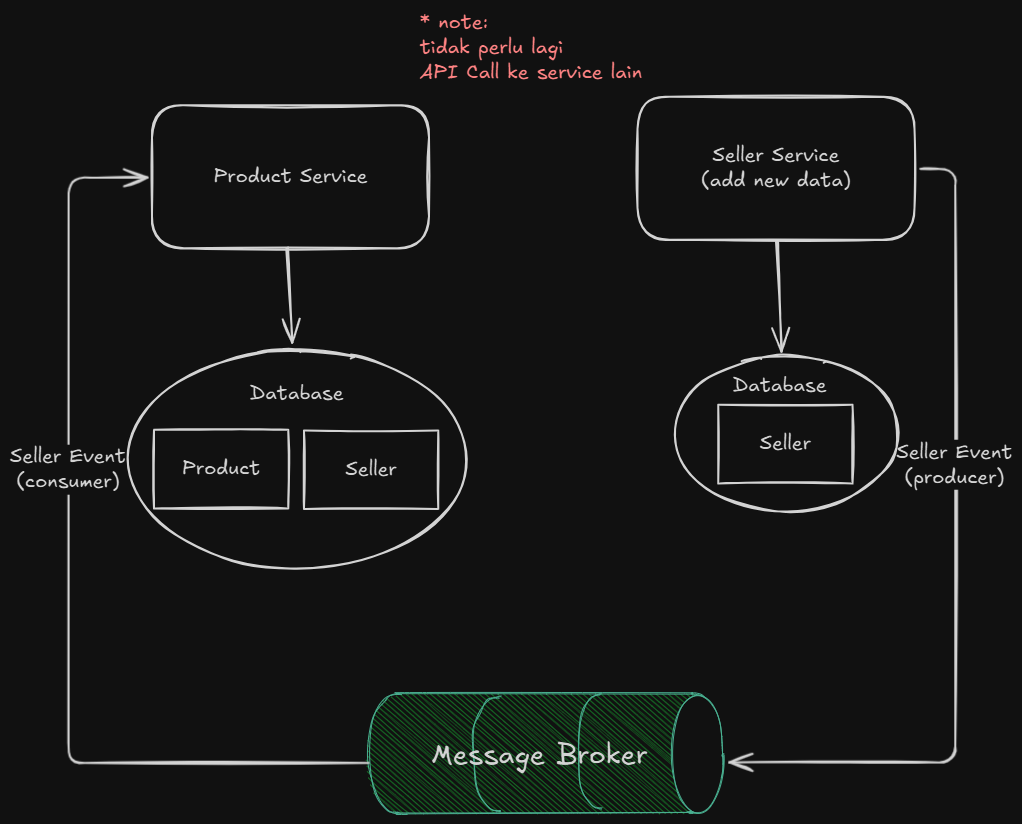 * note:
tidak perlu lagi
API Call ke service lain
Product Service
Seller Service
(add new data)
Database
Product
Seller
Database
Seller
Seller Event
(consumer)
Seller Event
(producer)
Message Broker